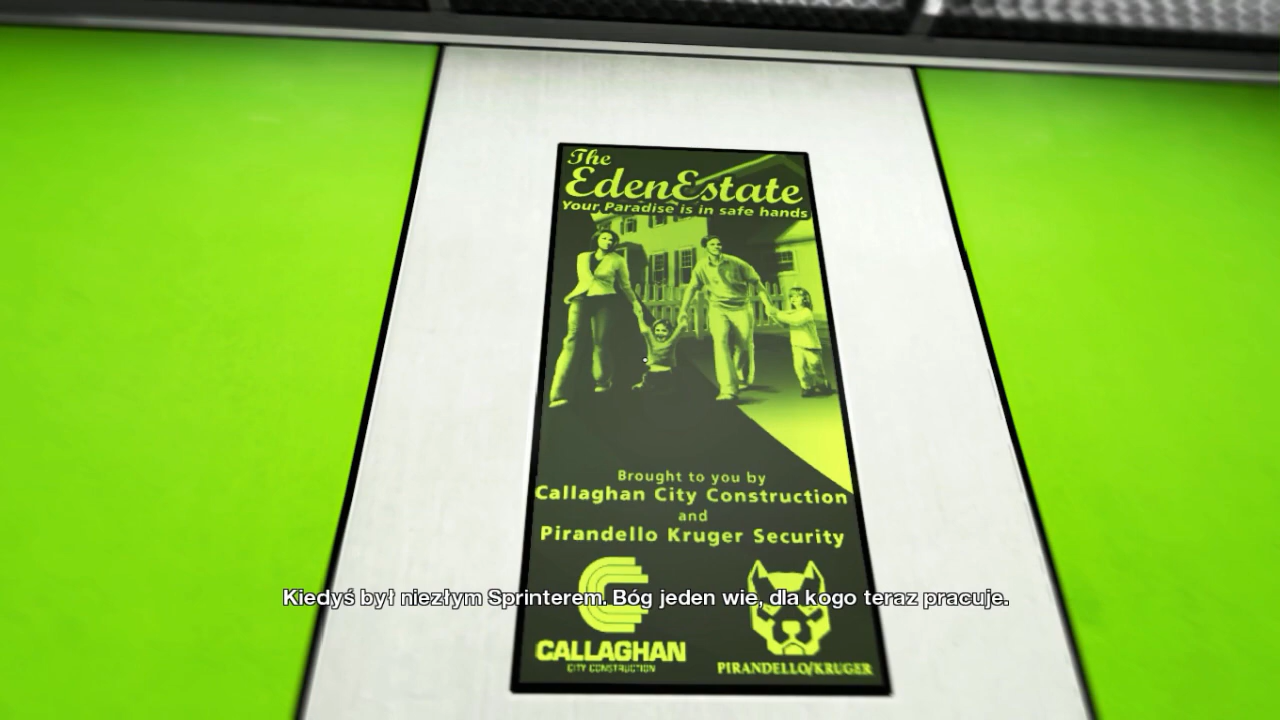 The
EdenEstate
Your Paradise is in safe hands
Brought to you by
Callaghan City Construction
and
Pirandello Kruger Security
Kiedyś był niezłym Sprinterem. Bóg jeden wie, dla kogo teraz pracuje.
CALLAGHAN
CITY CONSTRUCTION
PIRANDELLO/KRUGER